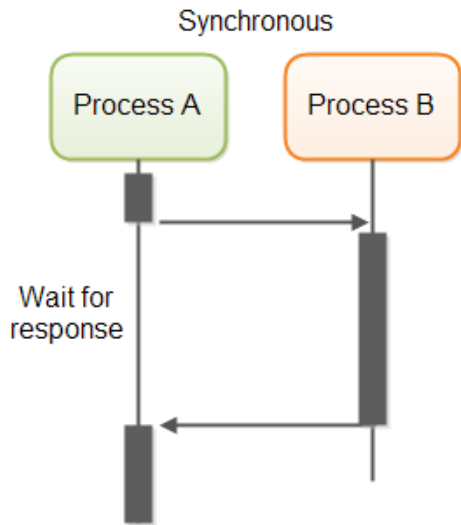 Synchronous
Process A
Process B
Wait for
response